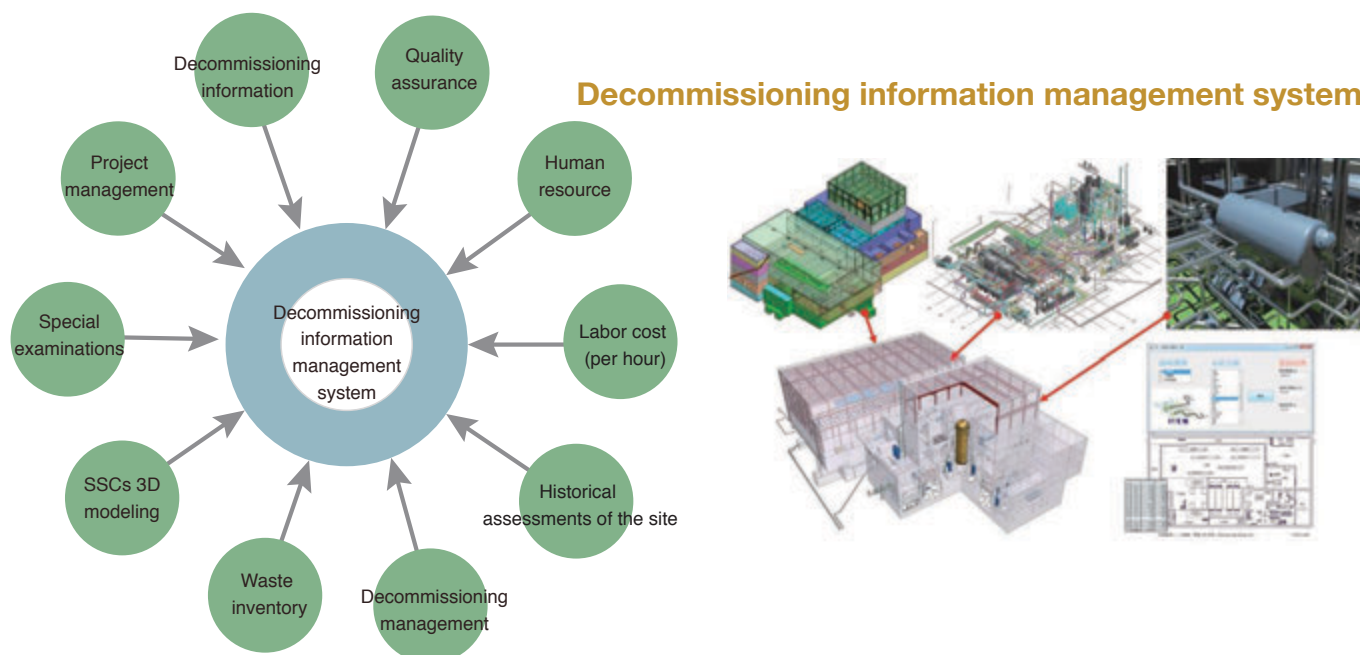 Decommissioning
information
Quality
assurance
Decommissioning information management system
Project
management
Human
resource
Special
examinations
Decommissioning
information
management
system
Labor cost
(per hour)
SSCs 3D
modeling
Historical
assessments of the site
Waste
inventory
Decommissioning
management